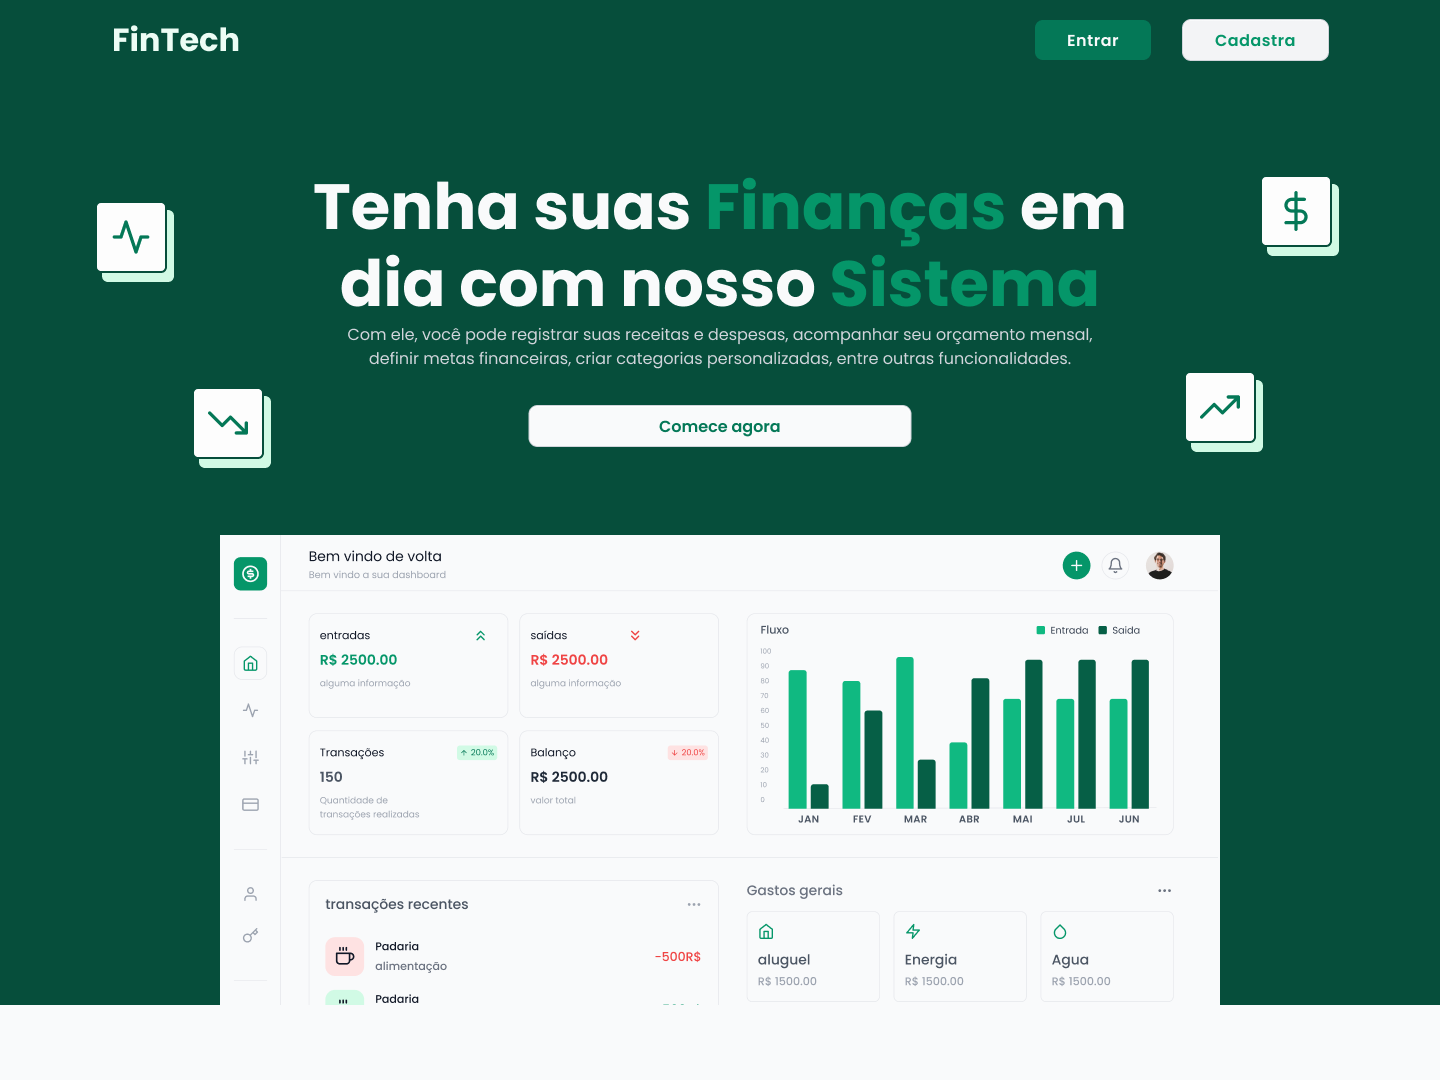 FinTech
Entrar
Cadastra
Tenha suas Finanças em
dia com nosso Sistema
Com ele, você pode registrar suas receitas e despesas, acompanhar seu orçamento mensal,
definir metas financeiras, criar categorias personalizadas, entre outras funcionalidades.
Comece agora
Bem vindo de volta
Bem vindo a sua dashboard
entradas
R$ 2500.00
alguma informação
saídas
R$ 2500.00
alguma informação
Transações
20.0%
150
Quantidade de
transações realizadas
Balanço
20.0%
R$ 2500.00
valor total
Fluxo
Entrada
Saida
100
90
80
70
60
50
40
30
20
10
0
JAN FEV MAR ABR MAI JUL JUN
transações recentes
Padaria
alimentação
-500R$
Padaria
Gastos gerais
aluguel
R$ 1500.00
Energia
R$ 1500.00
Agua
R$ 1500.00